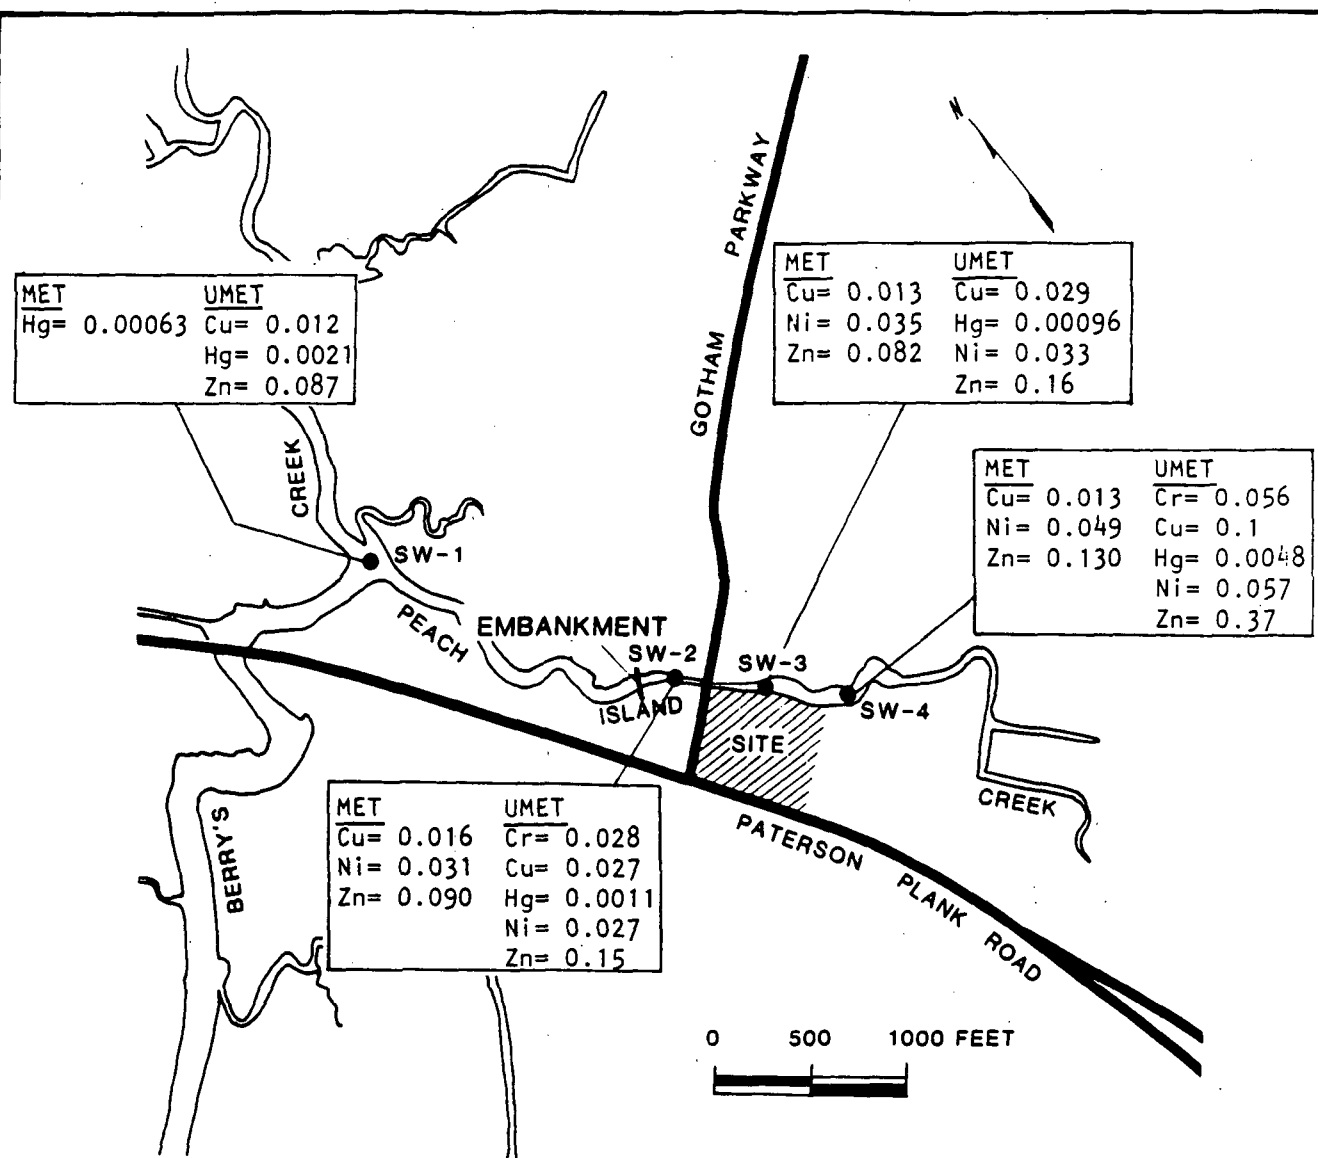 N
PARKWAY
GOTHAM
MET UMET
Hg= 0.00063 Cu= 0.012
Hg= 0.0021
Zn= 0.087
MET UMET
Cu= 0.013 Cu= 0.029
Ni= 0.035 Hg= 0.00096
Zn= 0.082 Ni= 0.033
Zn= 0.16
MET UMET
Cu= 0.013 Cr= 0.056
Ni= 0.049 Cu= 0.1
Zn= 0.130 Hg= 0.0048
Ni= 0.057
Zn= 0.37
CREEK
SW-1
PEACH
EMBANKMENT
SW-2
SW-3
ISLAND
SW-4
SITE
CREEK
MET UMET
Cu= 0.016 Cr= 0.028
Ni= 0.031 Cu= 0.027
Zn= 0.090 Hg= 0.0011
Ni= 0.027
Zn= 0.15
BERRY'S
PATERSON PLANK ROAD
0 500 1000 FEET